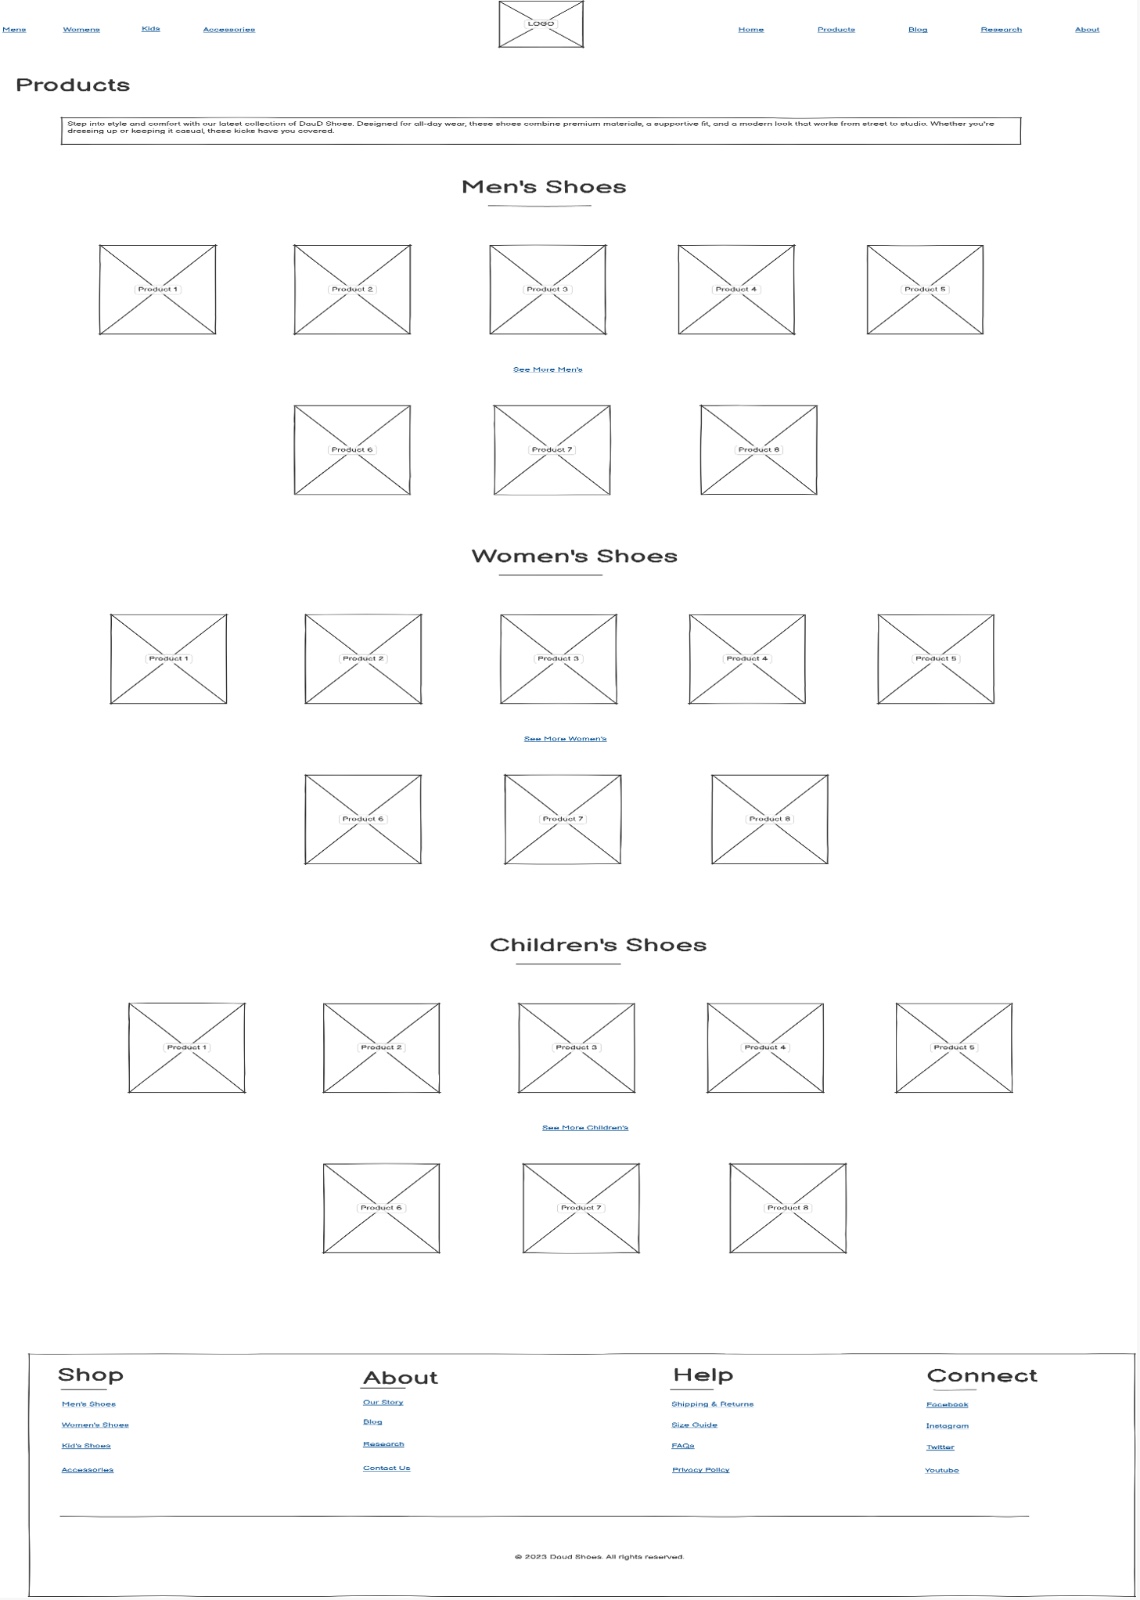 Mens Womens Kids Accessories LOGO Home Products Blog Research About
Products
Step into style and comfort with our latest collection of DauD Shoes. Designed for all-day wear, these shoes combine premium materials, a supportive fit, and a modern look that works from street to studio. Whether you're
dressing up or keeping it casual, these kicks have you covered.
Men's Shoes
Product 1 Product 2 Product 3 Product 4 Product 5
See More Men's
Product 6 Product 7 Product 8
Women's Shoes
Product 1 Product 2 Product 3 Product 4 Product 5
See More Women's
Product 6 Product 7 Product 8
Children's Shoes
Product 1 Product 2 Product 3 Product 4 Product 5
See More Children's
Product 6 Product 7 Product 8
Shop About Help Connect
Men's Shoes Our Story Shipping & Returns Facebook
Women's Shoes Blog Size Guide Instagram
Kid's Shoes Research FAQs Twitter
Accessories Contact Us Privacy Policy Youtube
© 2023 Daud Shoes. All rights reserved.